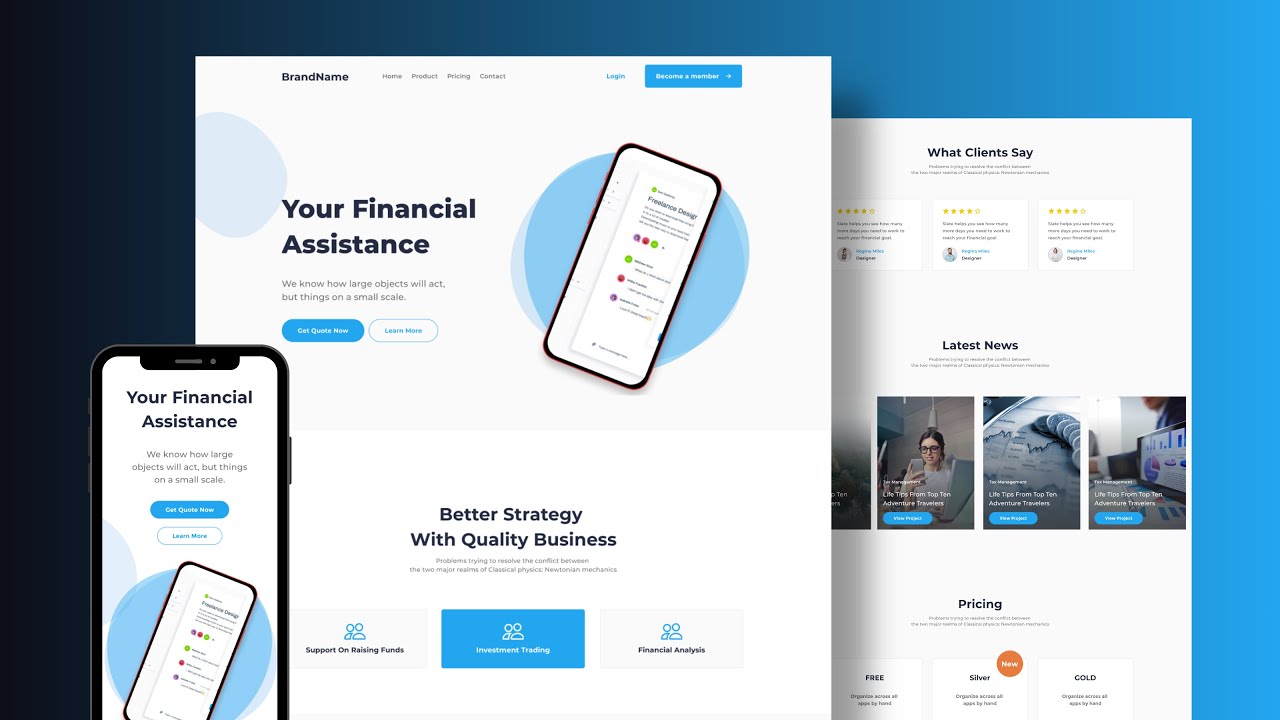 BrandName
Home Product Pricing Contact
Login
Become a member →
Your Financial
Assistance
We know how large objects will act,
but things on a small scale.
Get Quote Now
Learn More
Freelance Design
Type a message here
Better Strategy
With Quality Business
Problems trying to resolve the conflict between
the two major realms of Classical physics: Newtonian mechanics
Support On Raising Funds
Investment Trading
Financial Analysis
Your Financial
Assistance
We know how large
objects will act, but things
on a small scale.
Get Quote Now
Learn More
Freelance Design
What Clients Say
Problems trying to resolve the conflict between
the two major realms of Classical physics: Newtonian mechanics
Slate helps you see how many
more days you need to work to
reach your financial goal.
Regina Miles
Designer
Slate helps you see how many
more days you need to work to
reach your financial goal.
Regina Miles
Designer
Slate helps you see how many
more days you need to work to
reach your financial goal.
Regina Miles
Designer
Latest News
Problems trying to resolve the conflict between
the two major realms of Classical physics: Newtonian mechanics
op Ten
elers
Tax Management
Life Tips From Top Ten
Adventure Travelers
View Project
Tax Management
Life Tips From Top Ten
Adventure Travelers
View Project
Tax Management
Life Tips From Top Ten
Adventure Travelers
View Project
Pricing
Problems trying to resolve the conflict between
the two major realms of Classical physics: Newtonian mechanics
FREE
Organize across all
apps by hand
New
Silver
Organize across all
apps by hand
GOLD
Organize across all
apps by hand